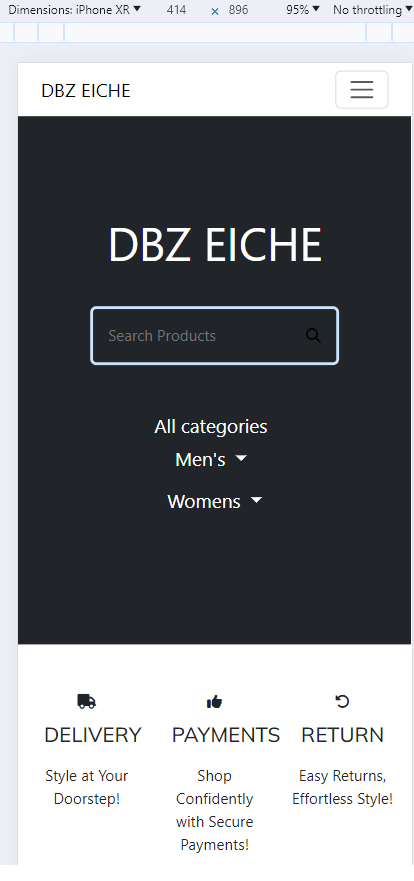 Dimensions: iPhone XR 414 × 896 95% No throttling
DBZ EICHE
DBZ EICHE
Search Products
All categories
Men's
Womens
DELIVERY PAYMENTS RETURN
Style at Your Doorstep!
Shop Confidently with Secure Payments!
Easy Returns, Effortless Style!